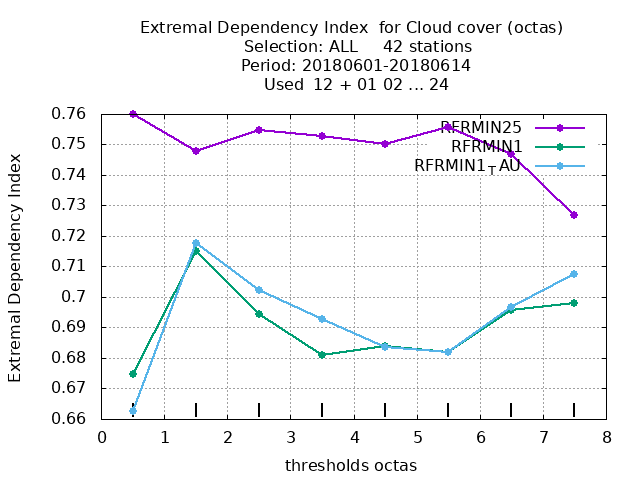 Extremal Dependency Index  for Cloud cover (octas)
Selection: ALL     42 stations
Period: 20180601-20180614
Used  12 + 01 02 ... 24
RFRMIN25
RFRMIN1
RFRMIN1TAU
Extremal Dependency Index
0.76
0.75
0.74
0.73
0.72
0.71
0.7
0.69
0.68
0.67
0.66
0 1 2 3 4 5 6 7 8
thresholds octas